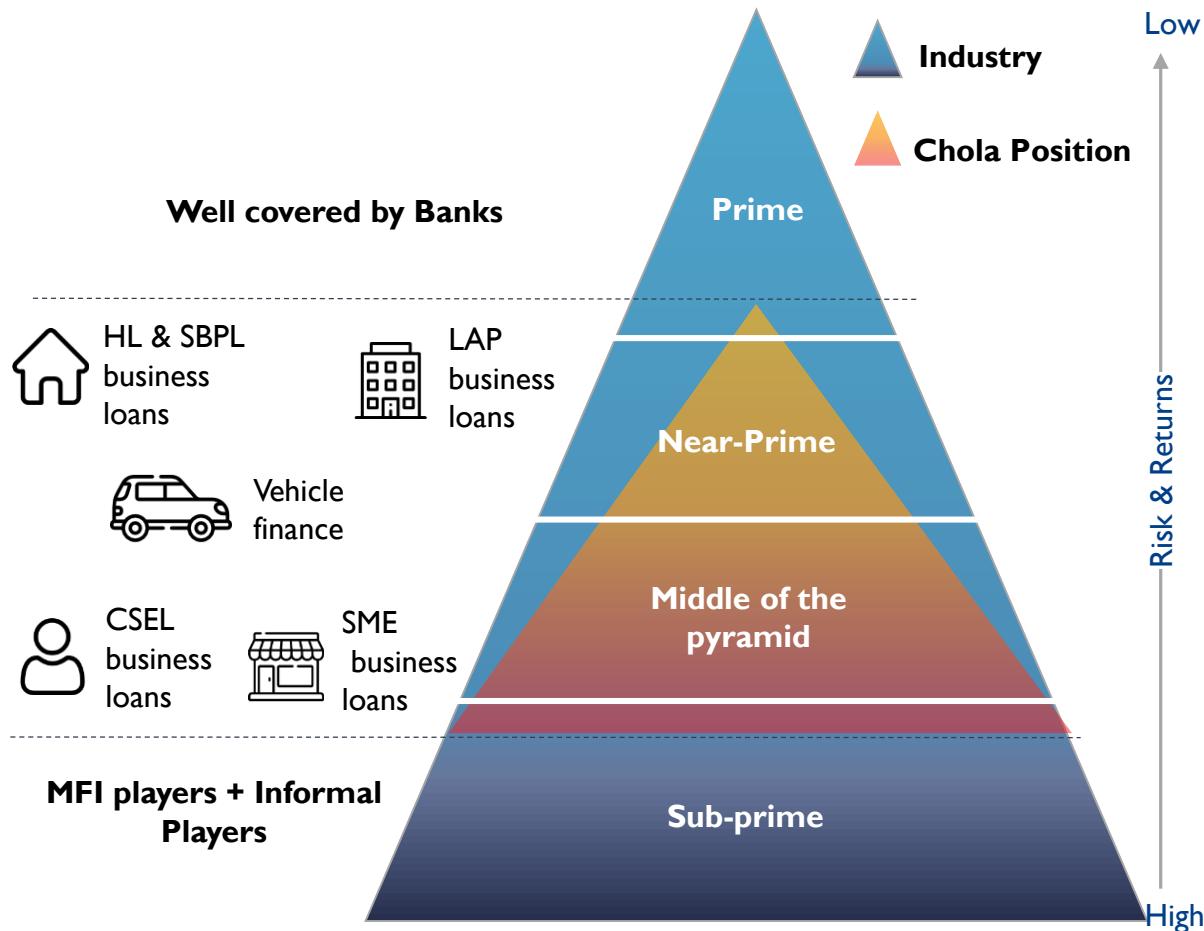 Low
Industry
Chola Position
Well covered by Banks
Prime
HL & SBPL
business
loans
LAP
business
loans
Near-Prime
Risk & Returns
Vehicle
finance
Middle of the
pyramid
CSEL
business
loans
SME
business
loans
MFI players + Informal
Players
Sub-prime
High